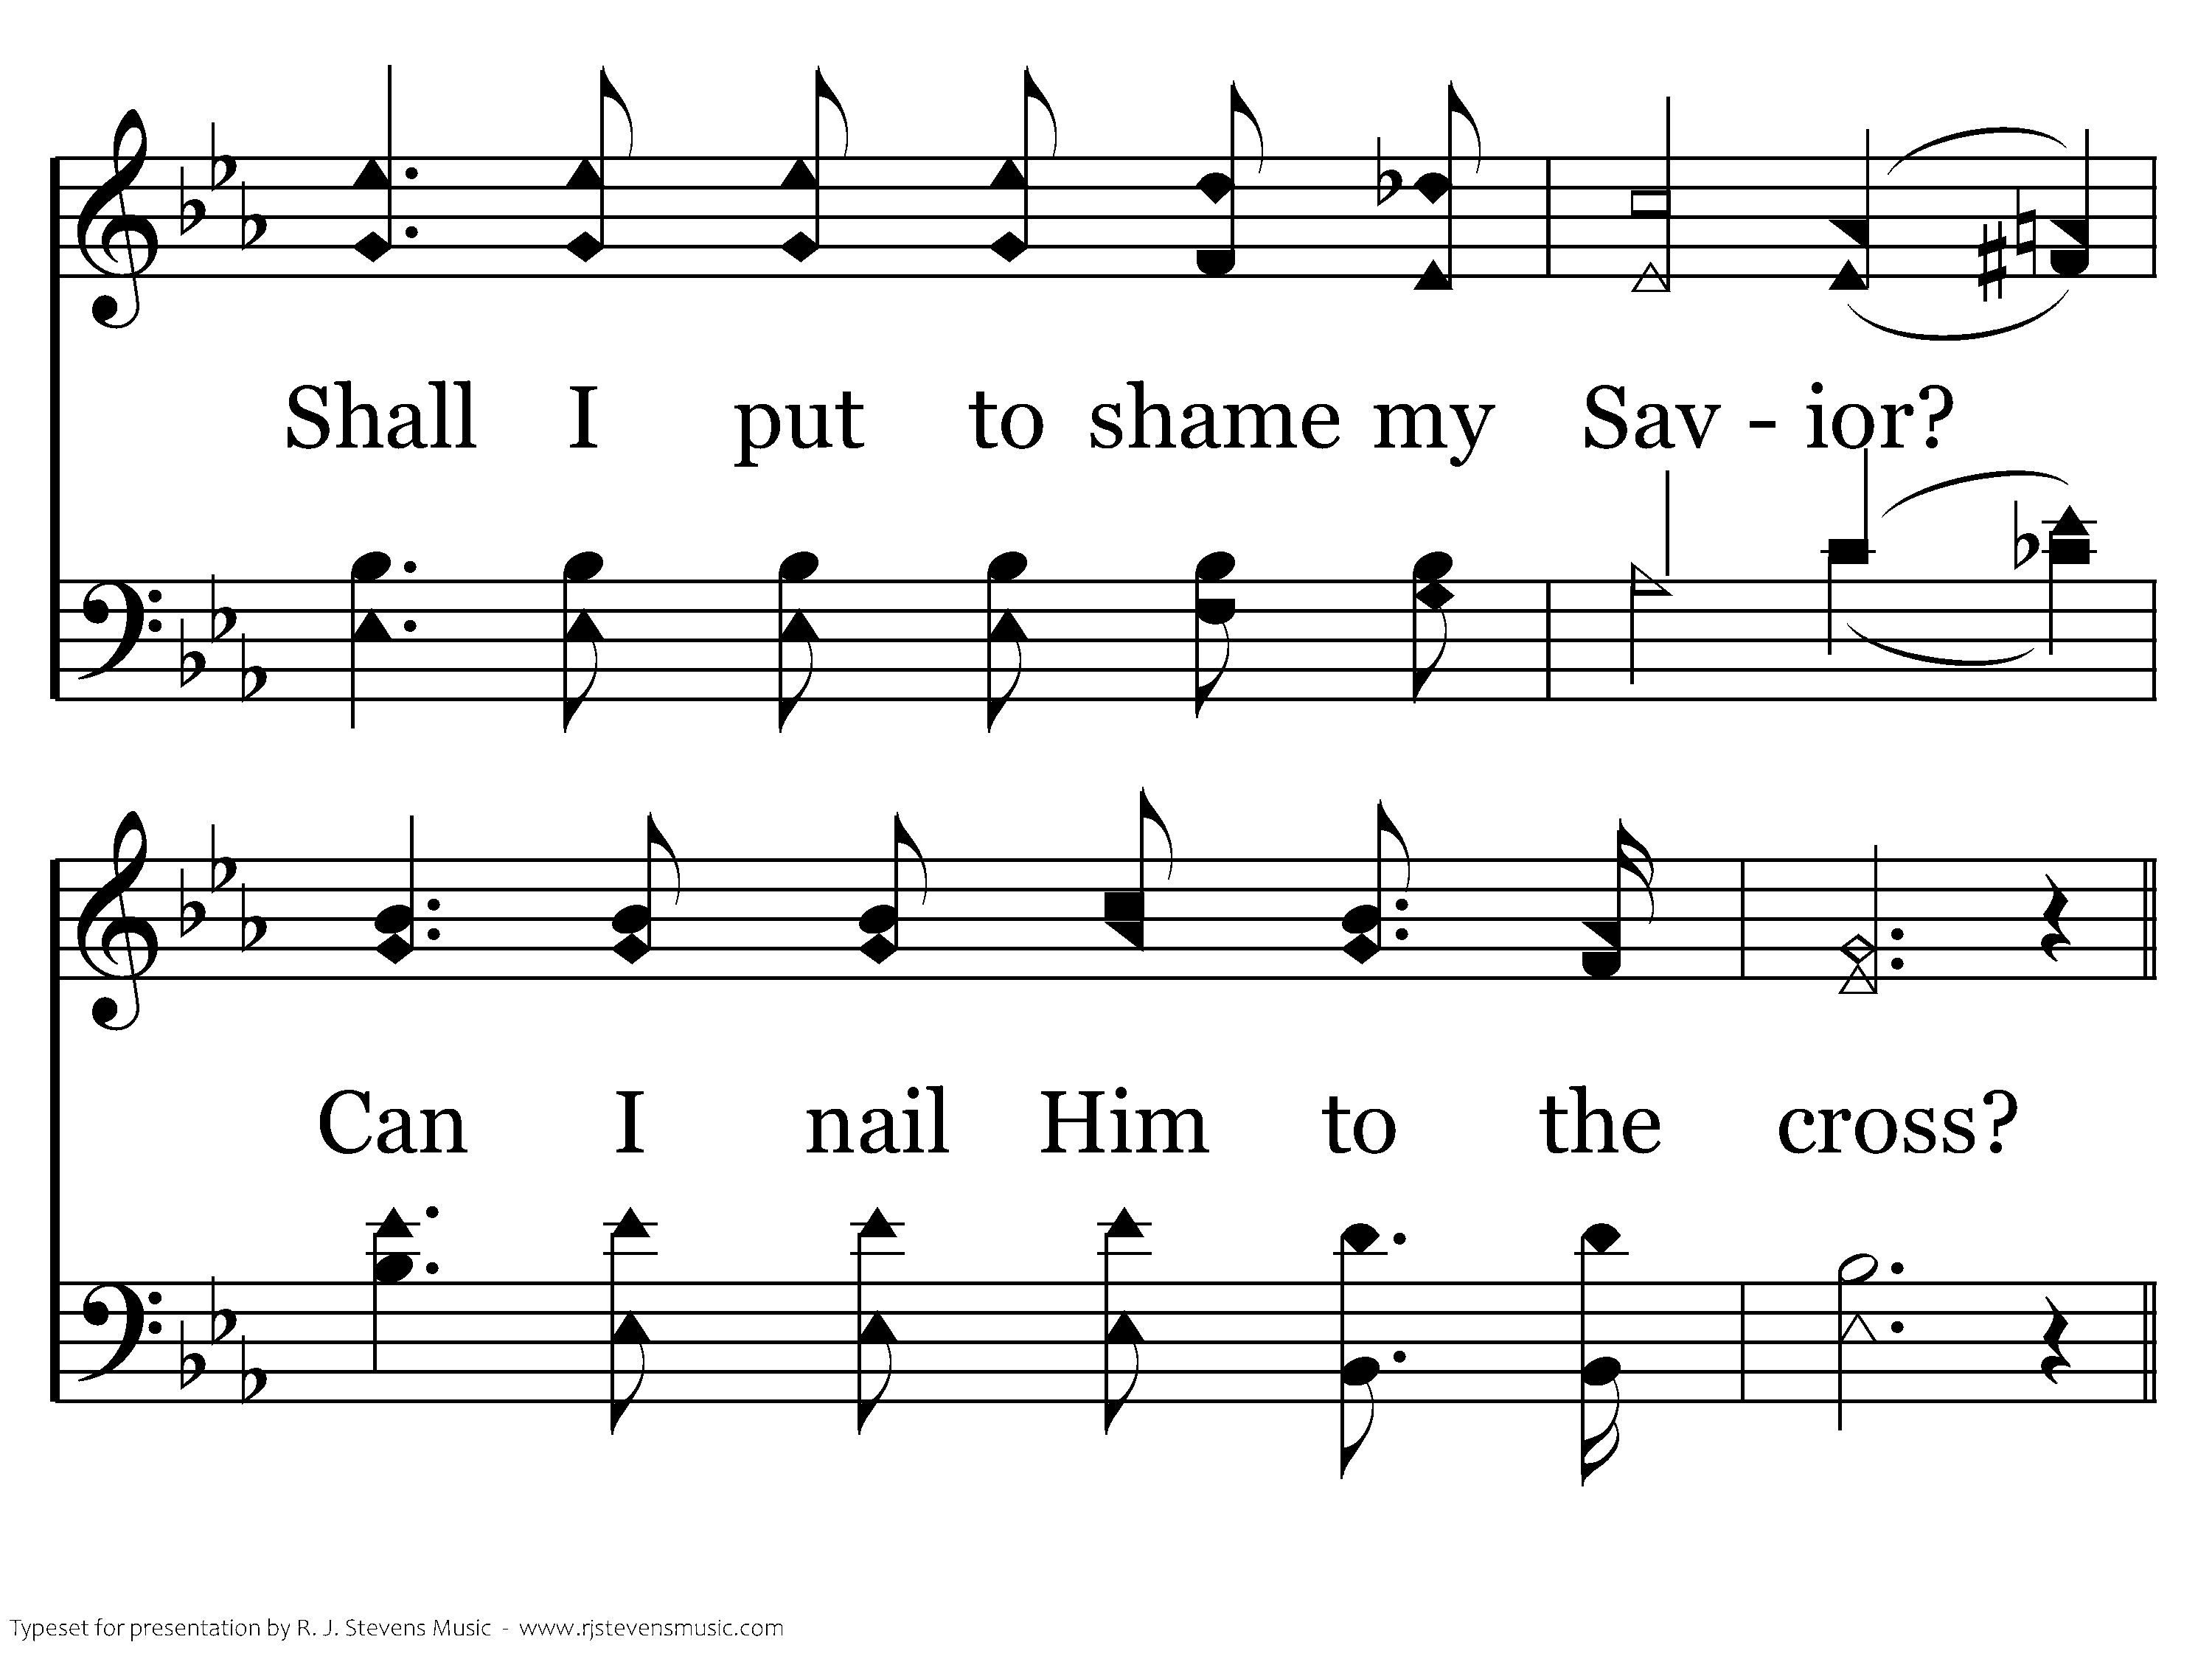 Shall I put to shame my Sav - ior?
Can I nail Him to the cross?
Typeset for presentation by R. J. Stevens Music - www.rjstevensmusic.com